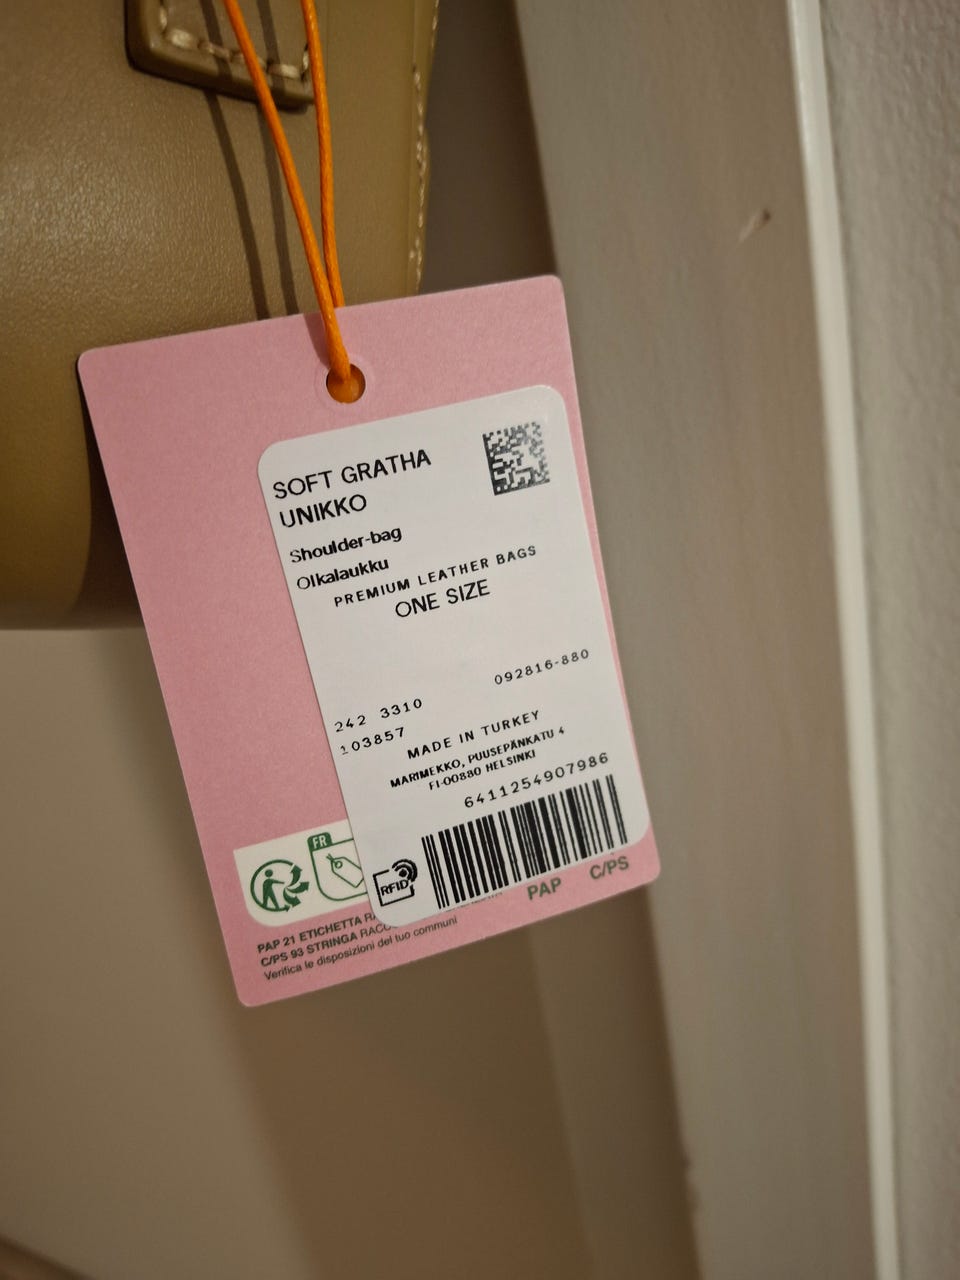 SOFT GRATHA
UNIKKO
Shoulder-bag
Olkalaukku
PREMIUM LEATHER BAGS
ONE SIZE
092816-880
242 3310
103857
MADE IN TURKEY
MARIMEKKO, PUUSEPÄNKATU 4
FI-00880 HELSINKI
6411254907986
FR
RFID
PAP C/PS
PAP 21 ETICHETTA
C/PS 93 STRINGA
Verifica le disposizioni del tuo communi